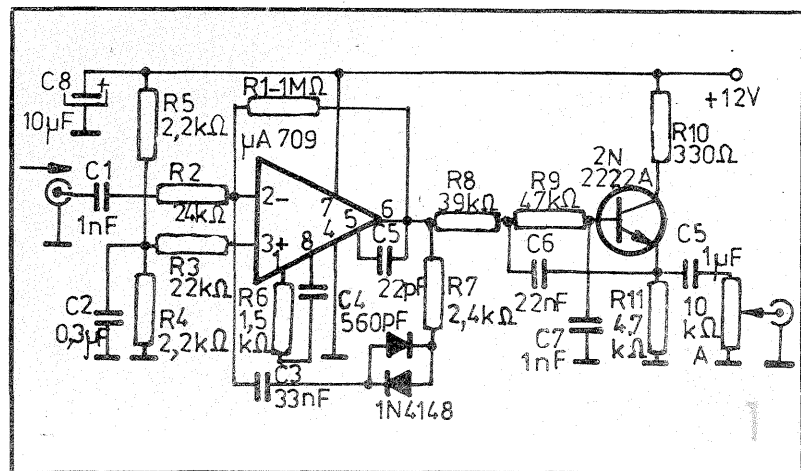 C8
10µF
R5
2,2kΩ
R1-1MΩ
µA 709
+12V
R10
330Ω
2N
2222A
C1
1nF
R2
24kΩ
2-
3+
7
4
5
6
8
1
R8
39kΩ
R9
47kΩ
C5
22pF
C6
22nF
C5
1µF
R3
22kΩ
R6
1,5
kΩ
C4
560pF
R7
2,4kΩ
C2
0,3µF
R4
2,2kΩ
C3
33nF
1N4148
C7
1nF
R11
4,7
kΩ
10
kΩ
A
1